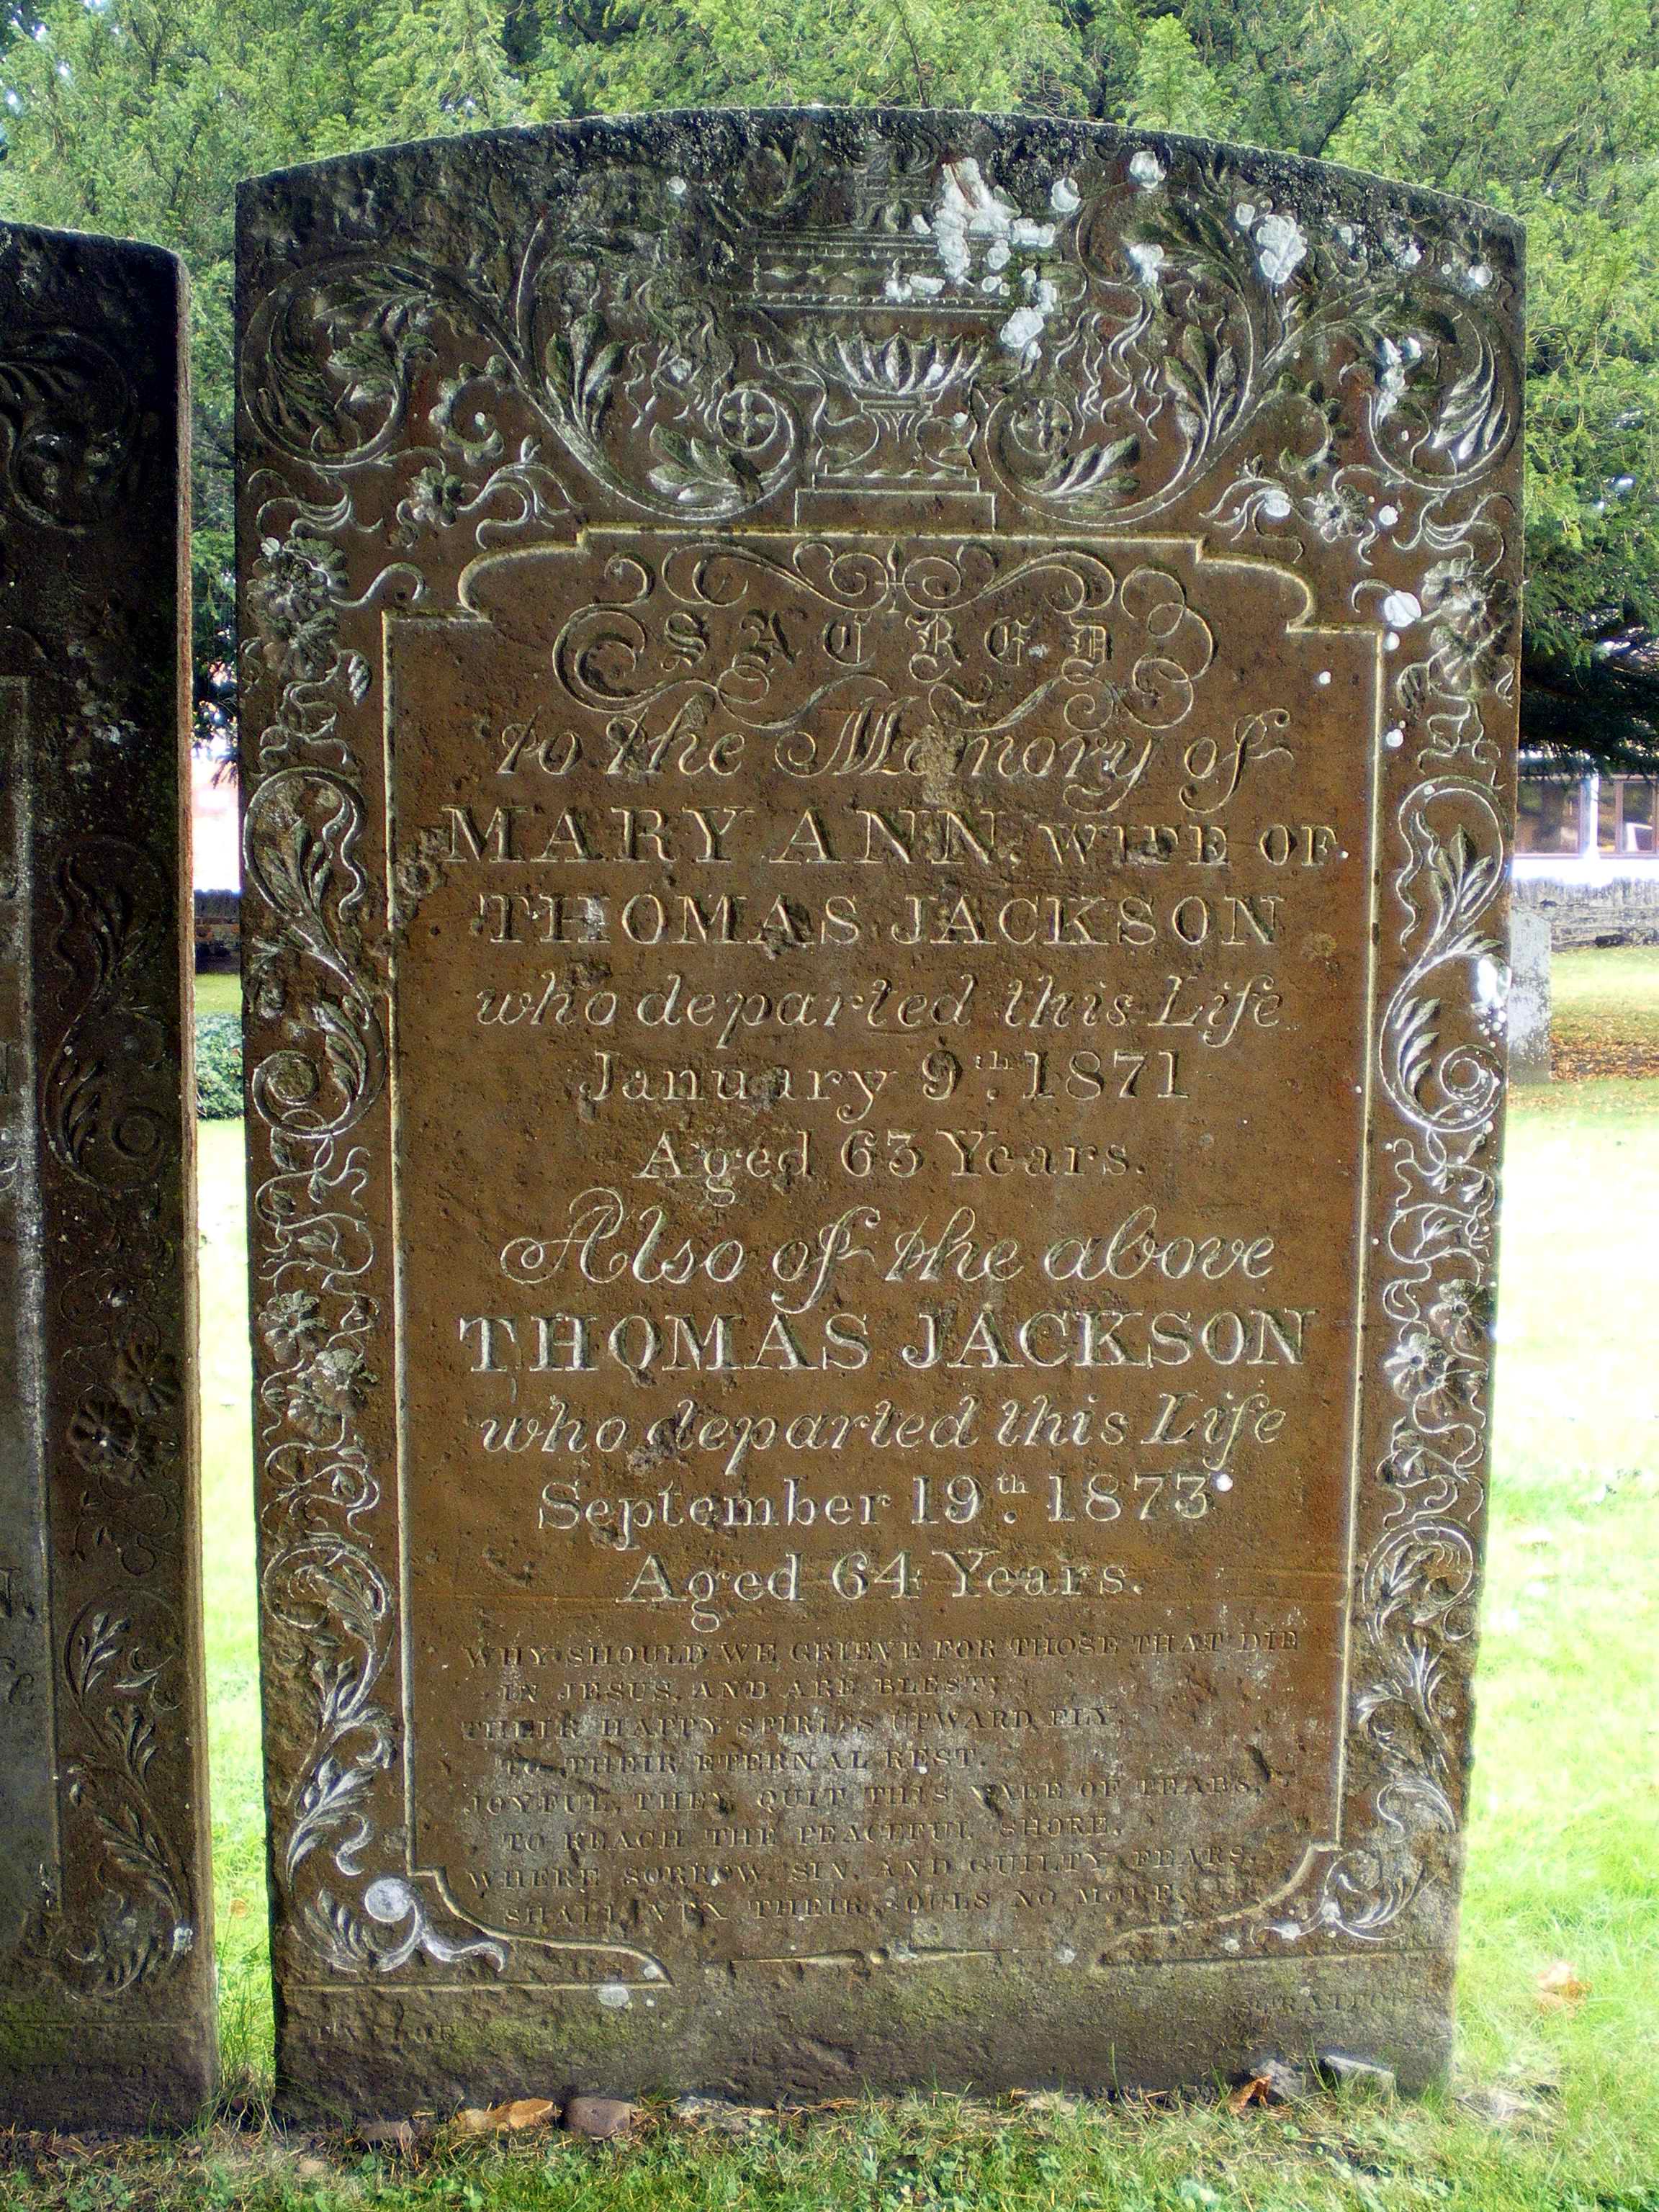 SACRED
to the Memory of
MARY ANN. WIFE OF
THOMAS JACKSON
who departed this Life
January 9th. 1871
Aged 63 Years.
Also of the above
THOMAS JACKSON
who departed this Life
September 19th. 1873
Aged 64 Years.
WHY SHOULD WE GRIEVE FOR THOSE THAT DIE
IN JESUS, AND ARE BLEST;
THEIR HAPPY SPIRITS UPWARD FLY,
TO THEIR ETERNAL REST.
JOYFUL, THEY QUIT THIS VALE OF TEARS,
TO REACH THE PEACEFUL SHORE,
WHERE SORROW, SIN, AND GUILTY FEARS,
SHALL VEX THEIR SOULS NO MORE.